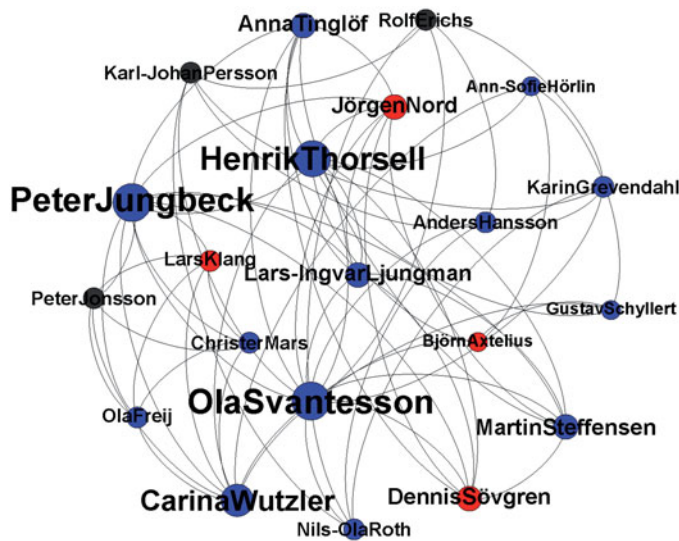 AnnaTinglöf
RolfErichs
Karl-JohanPersson
Ann-SofieHörlin
JörgenNord
HenrikThorsell
KarinGrevendahl
PeterJungbeck
AndersHansson
LarsKlang
Lars-IngvarLjungman
PeterJonsson
GustavSchyllert
ChristerMars
BjörnAxtelius
OlaSvantesson
OlaFreij
MartinSteffensen
CarinaWutzler
DennisSövgren
Nils-OlaRoth